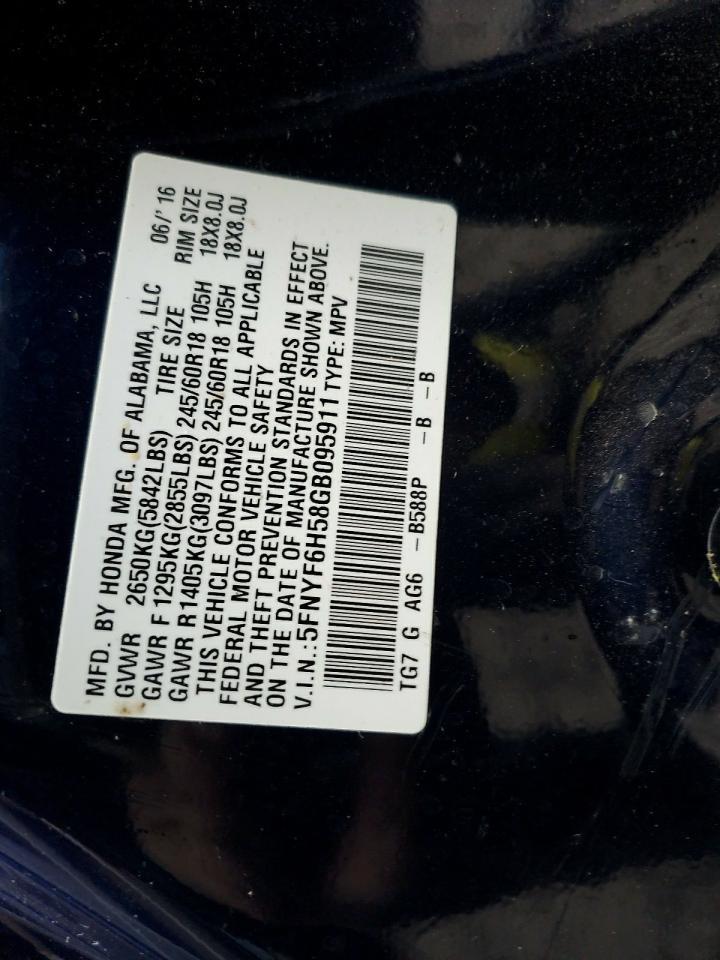 MFD. BY HONDA MFG. OF ALABAMA, LLC 06/' 16
GVWR 2650KG(5842LBS) TIRE SIZE RIM SIZE
GAWR F 1295KG(2855LBS) 245/60R18 105H 18X8.0J
GAWR R1405KG(3097LBS) 245/60R18 105H 18X8.0J
THIS VEHICLE CONFORMS TO ALL APPLICABLE
FEDERAL MOTOR VEHICLE SAFETY
AND THEFT PREVENTION STANDARDS IN EFFECT
ON THE DATE OF MANUFACTURE SHOWN ABOVE.
V.I.N.:5FNYF6H58GB095911 TYPE: MPV
TG7 G AG6 –B588P –B –B